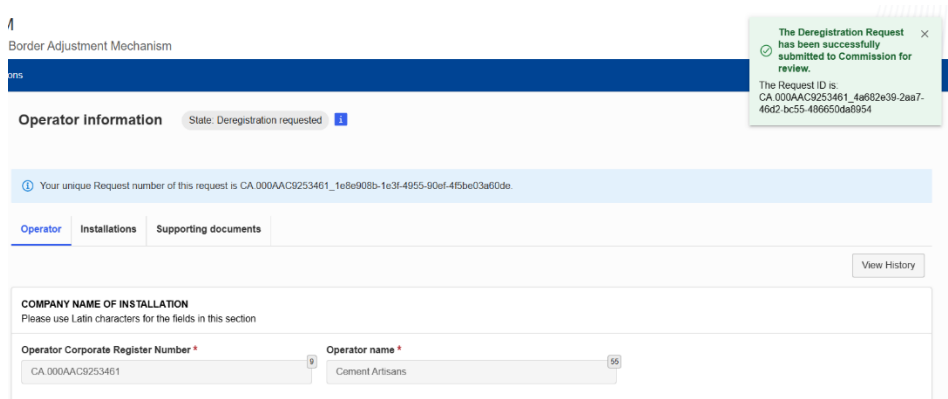 M
The Deregistration Request
Border Adjustment Mechanism
has been successfully
submitted to Commission for
review.
ons
The Request ID is:
CA.000AAC9253461_4a682e39-2aa7-
46d2-bc55-486650da8954
Operator information
State: Deregistration requested
i
Your unique Request number of this request is CA.000AAC9253461_1e8e908b-1e3f-4955-90ef-4f5be03a60de.
Operator Installations Supporting documents
View History
COMPANY NAME OF INSTALLATION
Please use Latin characters for the fields in this section
Operator Corporate Register Number * Operator name *
9 55
CA.000AAC9253461 Cement Artisans